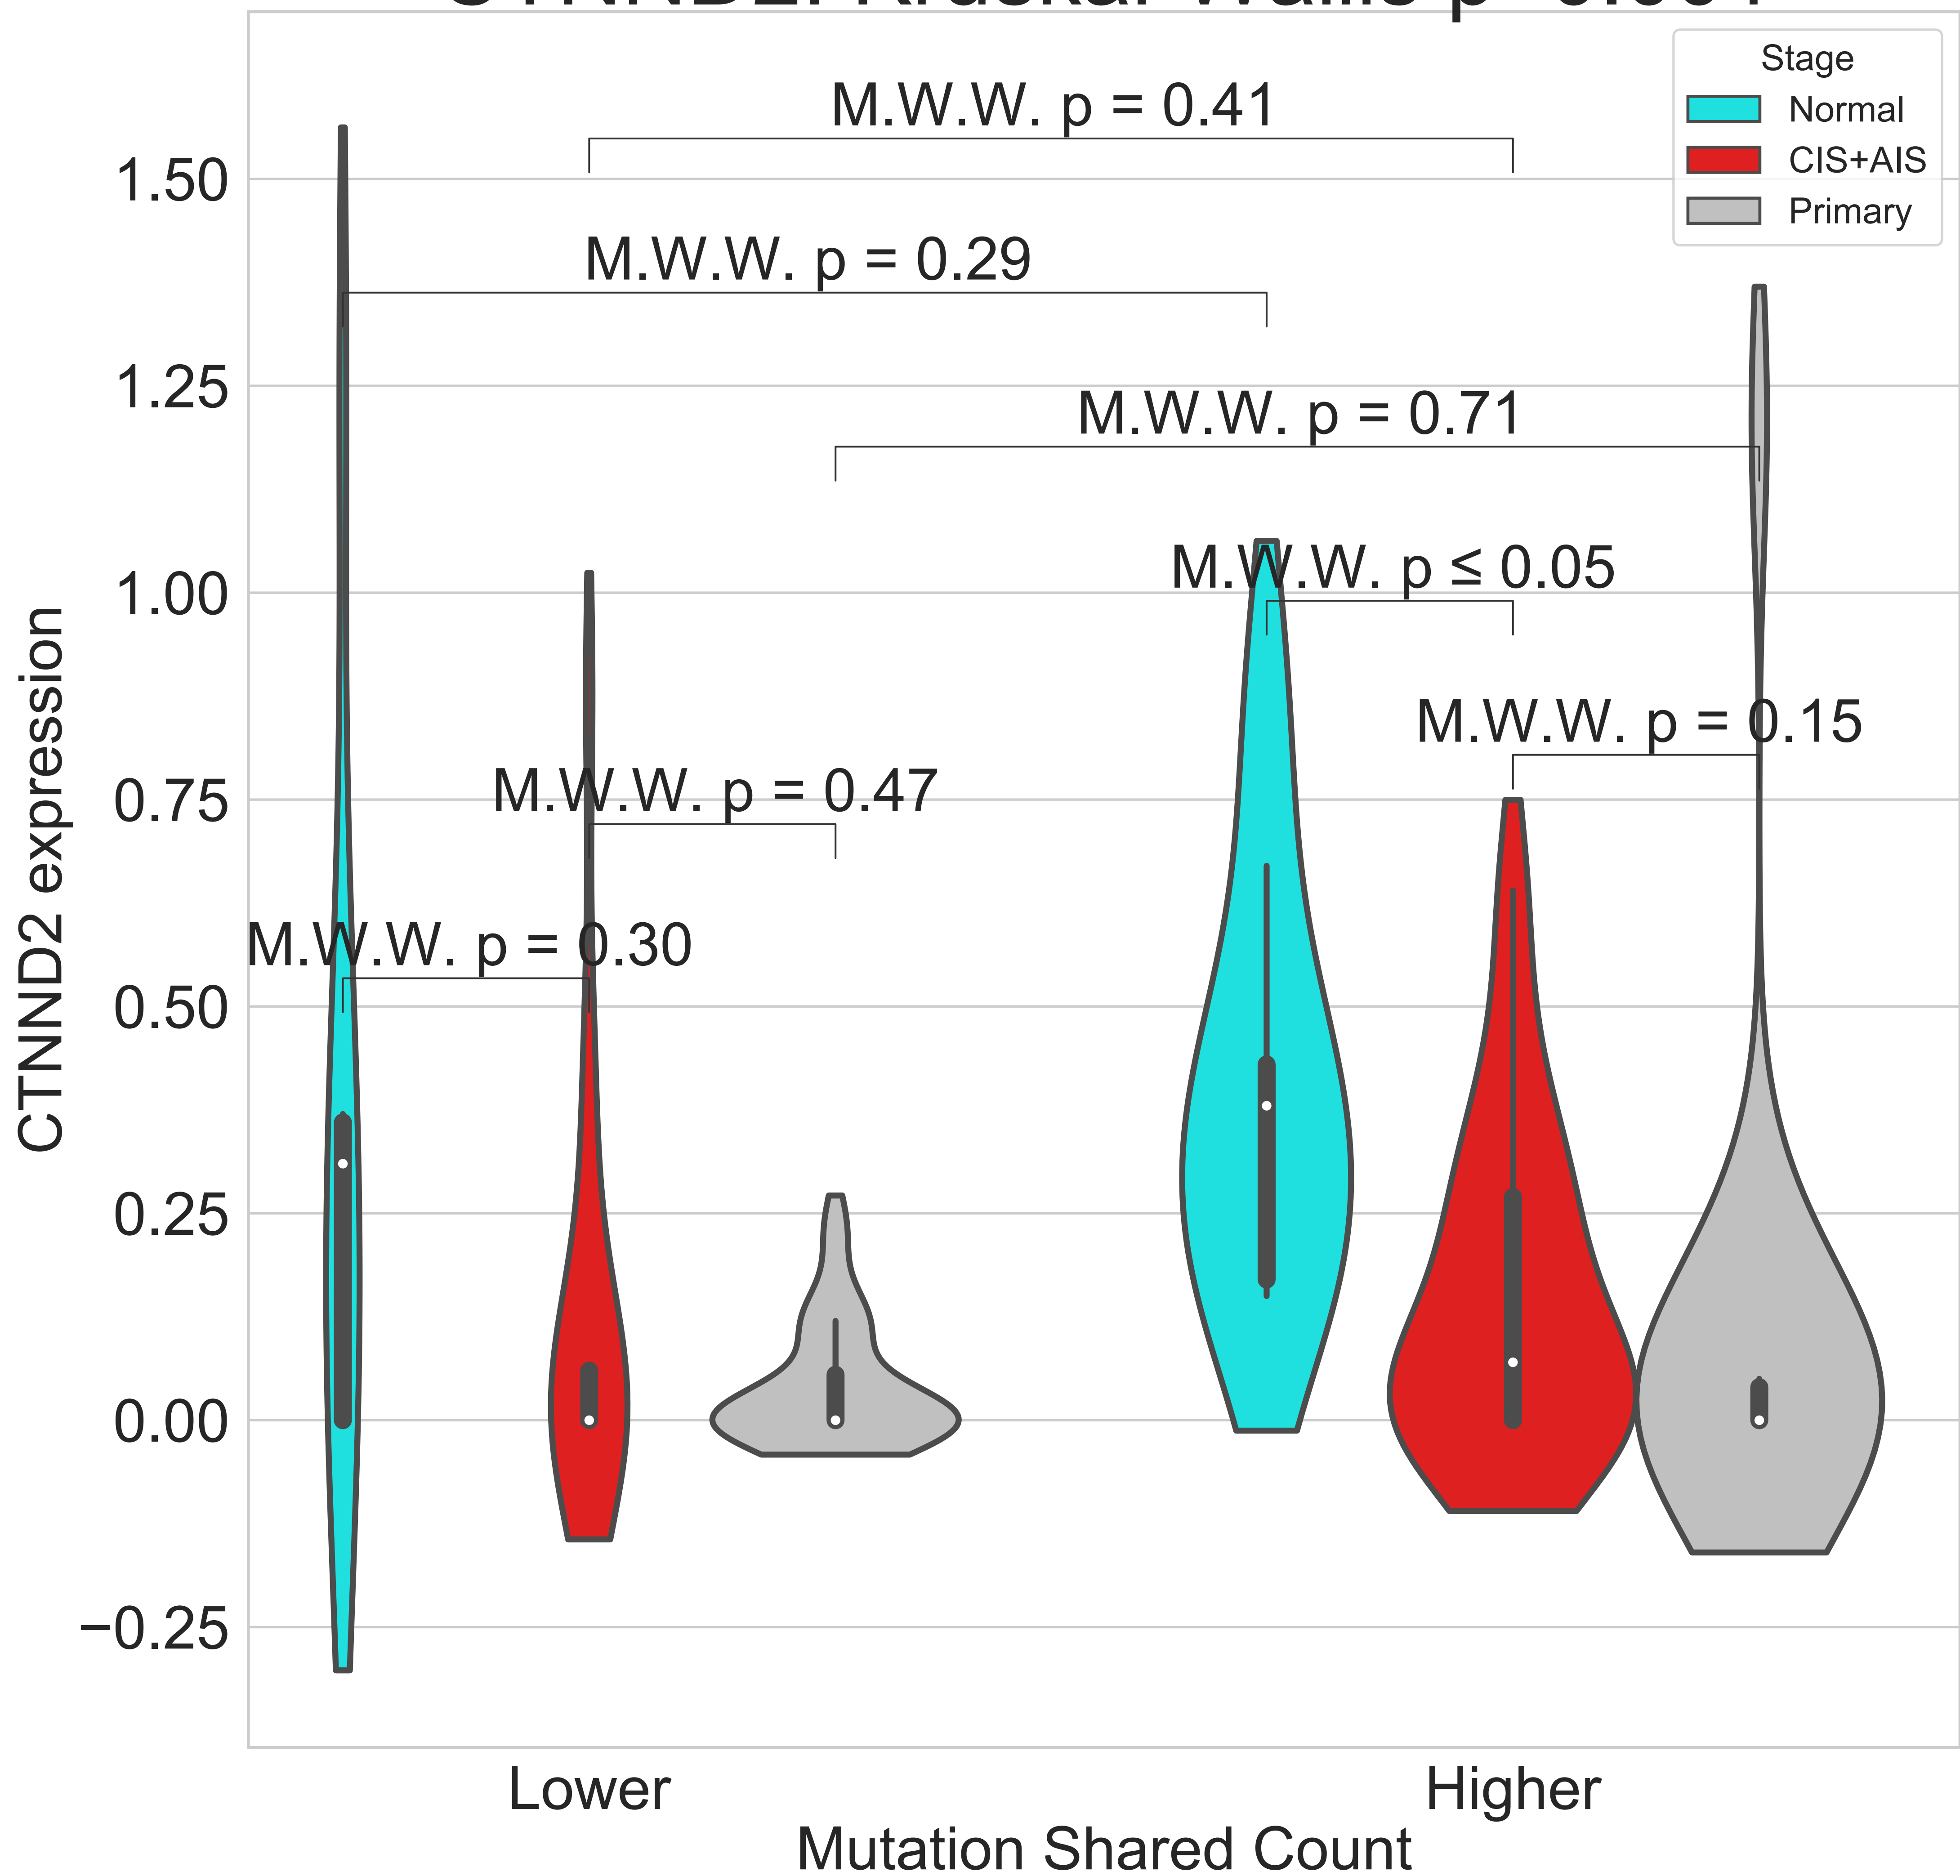 Stage
Normal
CIS+AIS
Primary
M.W.W. p = 0.41
1.50
M.W.W. p = 0.29
1.25
M.W.W. p = 0.71
M.W.W. p ≤ 0.05
1.00
M.W.W. p = 0.15
M.W.W. p = 0.47
0.75
M.W.W. p = 0.30
0.50
0.25
0.00
−0.25
CTNND2 expression
Lower
Higher
Mutation Shared Count